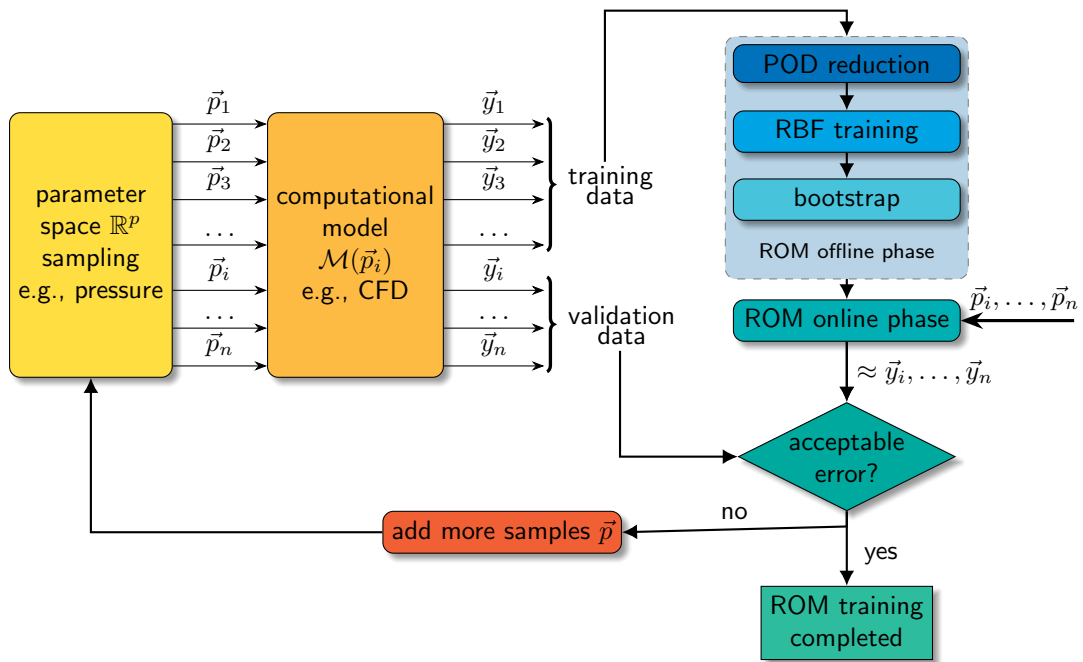 parameter
space ℝᵖ
sampling
e.g., pressure
p⃗₁
p⃗₂
p⃗₃
...
p⃗ᵢ
...
p⃗ₙ
computational
model
ℳ(p⃗ᵢ)
e.g., CFD
y⃗₁
y⃗₂
y⃗₃
...
y⃗ᵢ
...
y⃗ₙ
training
data
validation
data
POD reduction
RBF training
bootstrap
ROM offline phase
ROM online phase
p⃗ᵢ, . . . , p⃗ₙ
≈ y⃗ᵢ, . . . , y⃗ₙ
acceptable
error?
no
add more samples p⃗
yes
ROM training
completed